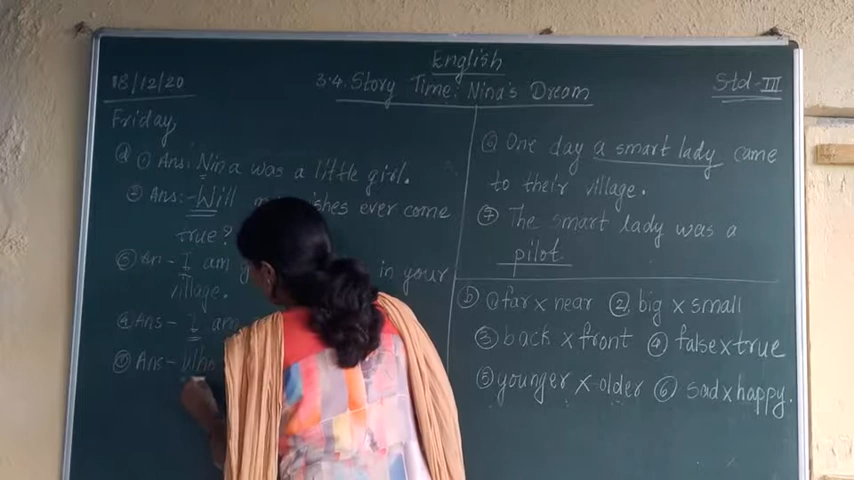 English
18/12/20 3.4. Story Time: Nina's Dream Std-III
Friday
a) ① Ans: Nina was a little girl.
② Ans:- Will wishes ever come
true?
③ Ans- I am in your
village.
④ Ans- I am
⑤ Ans- Who
⑥ One day a smart lady came
to their village.
⑦ The smart lady was a
pilot.
b) ① far x near ② big x small
③ back x front ④ false x true
⑤ younger x older ⑥ sad x happy.